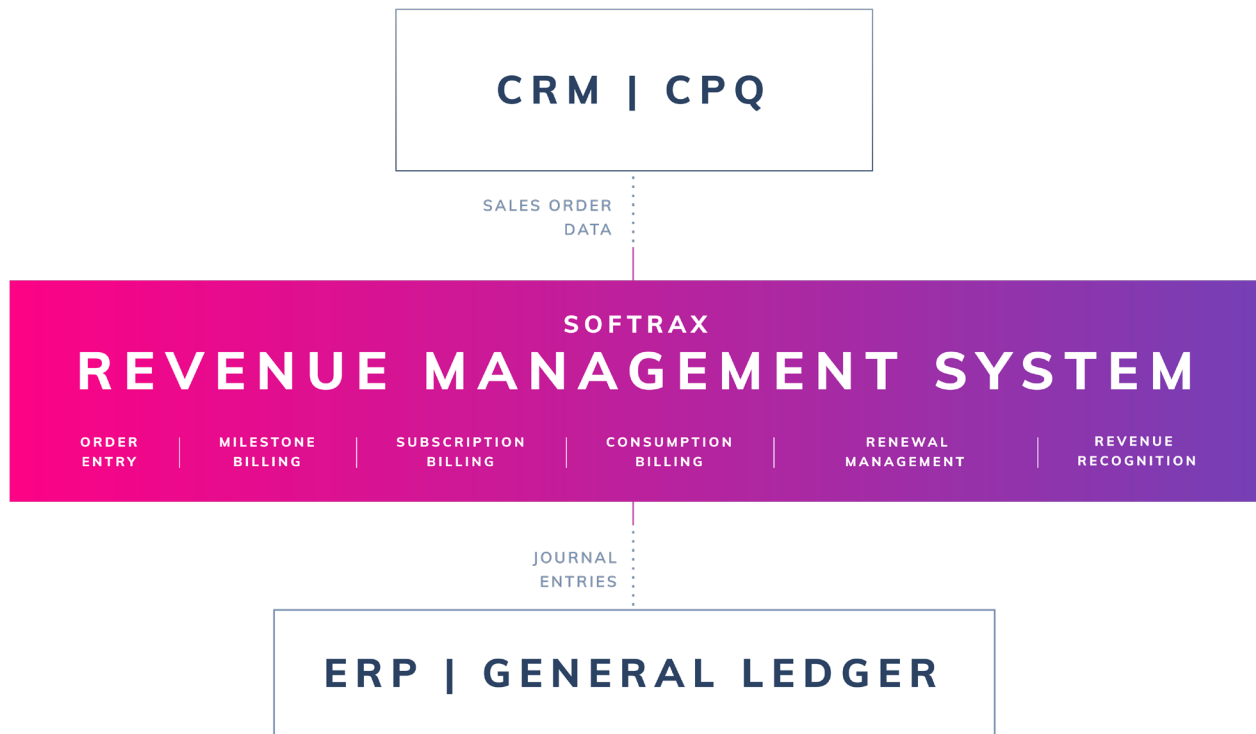 CRM | CPQ
SALES ORDER
DATA
SOFTRAX
REVENUE MANAGEMENT SYSTEM
ORDER
ENTRY
MILESTONE
BILLING
SUBSCRIPTION
BILLING
CONSUMPTION
BILLING
RENEWAL
MANAGEMENT
REVENUE
RECOGNITION
JOURNAL
ENTRIES
ERP | GENERAL LEDGER